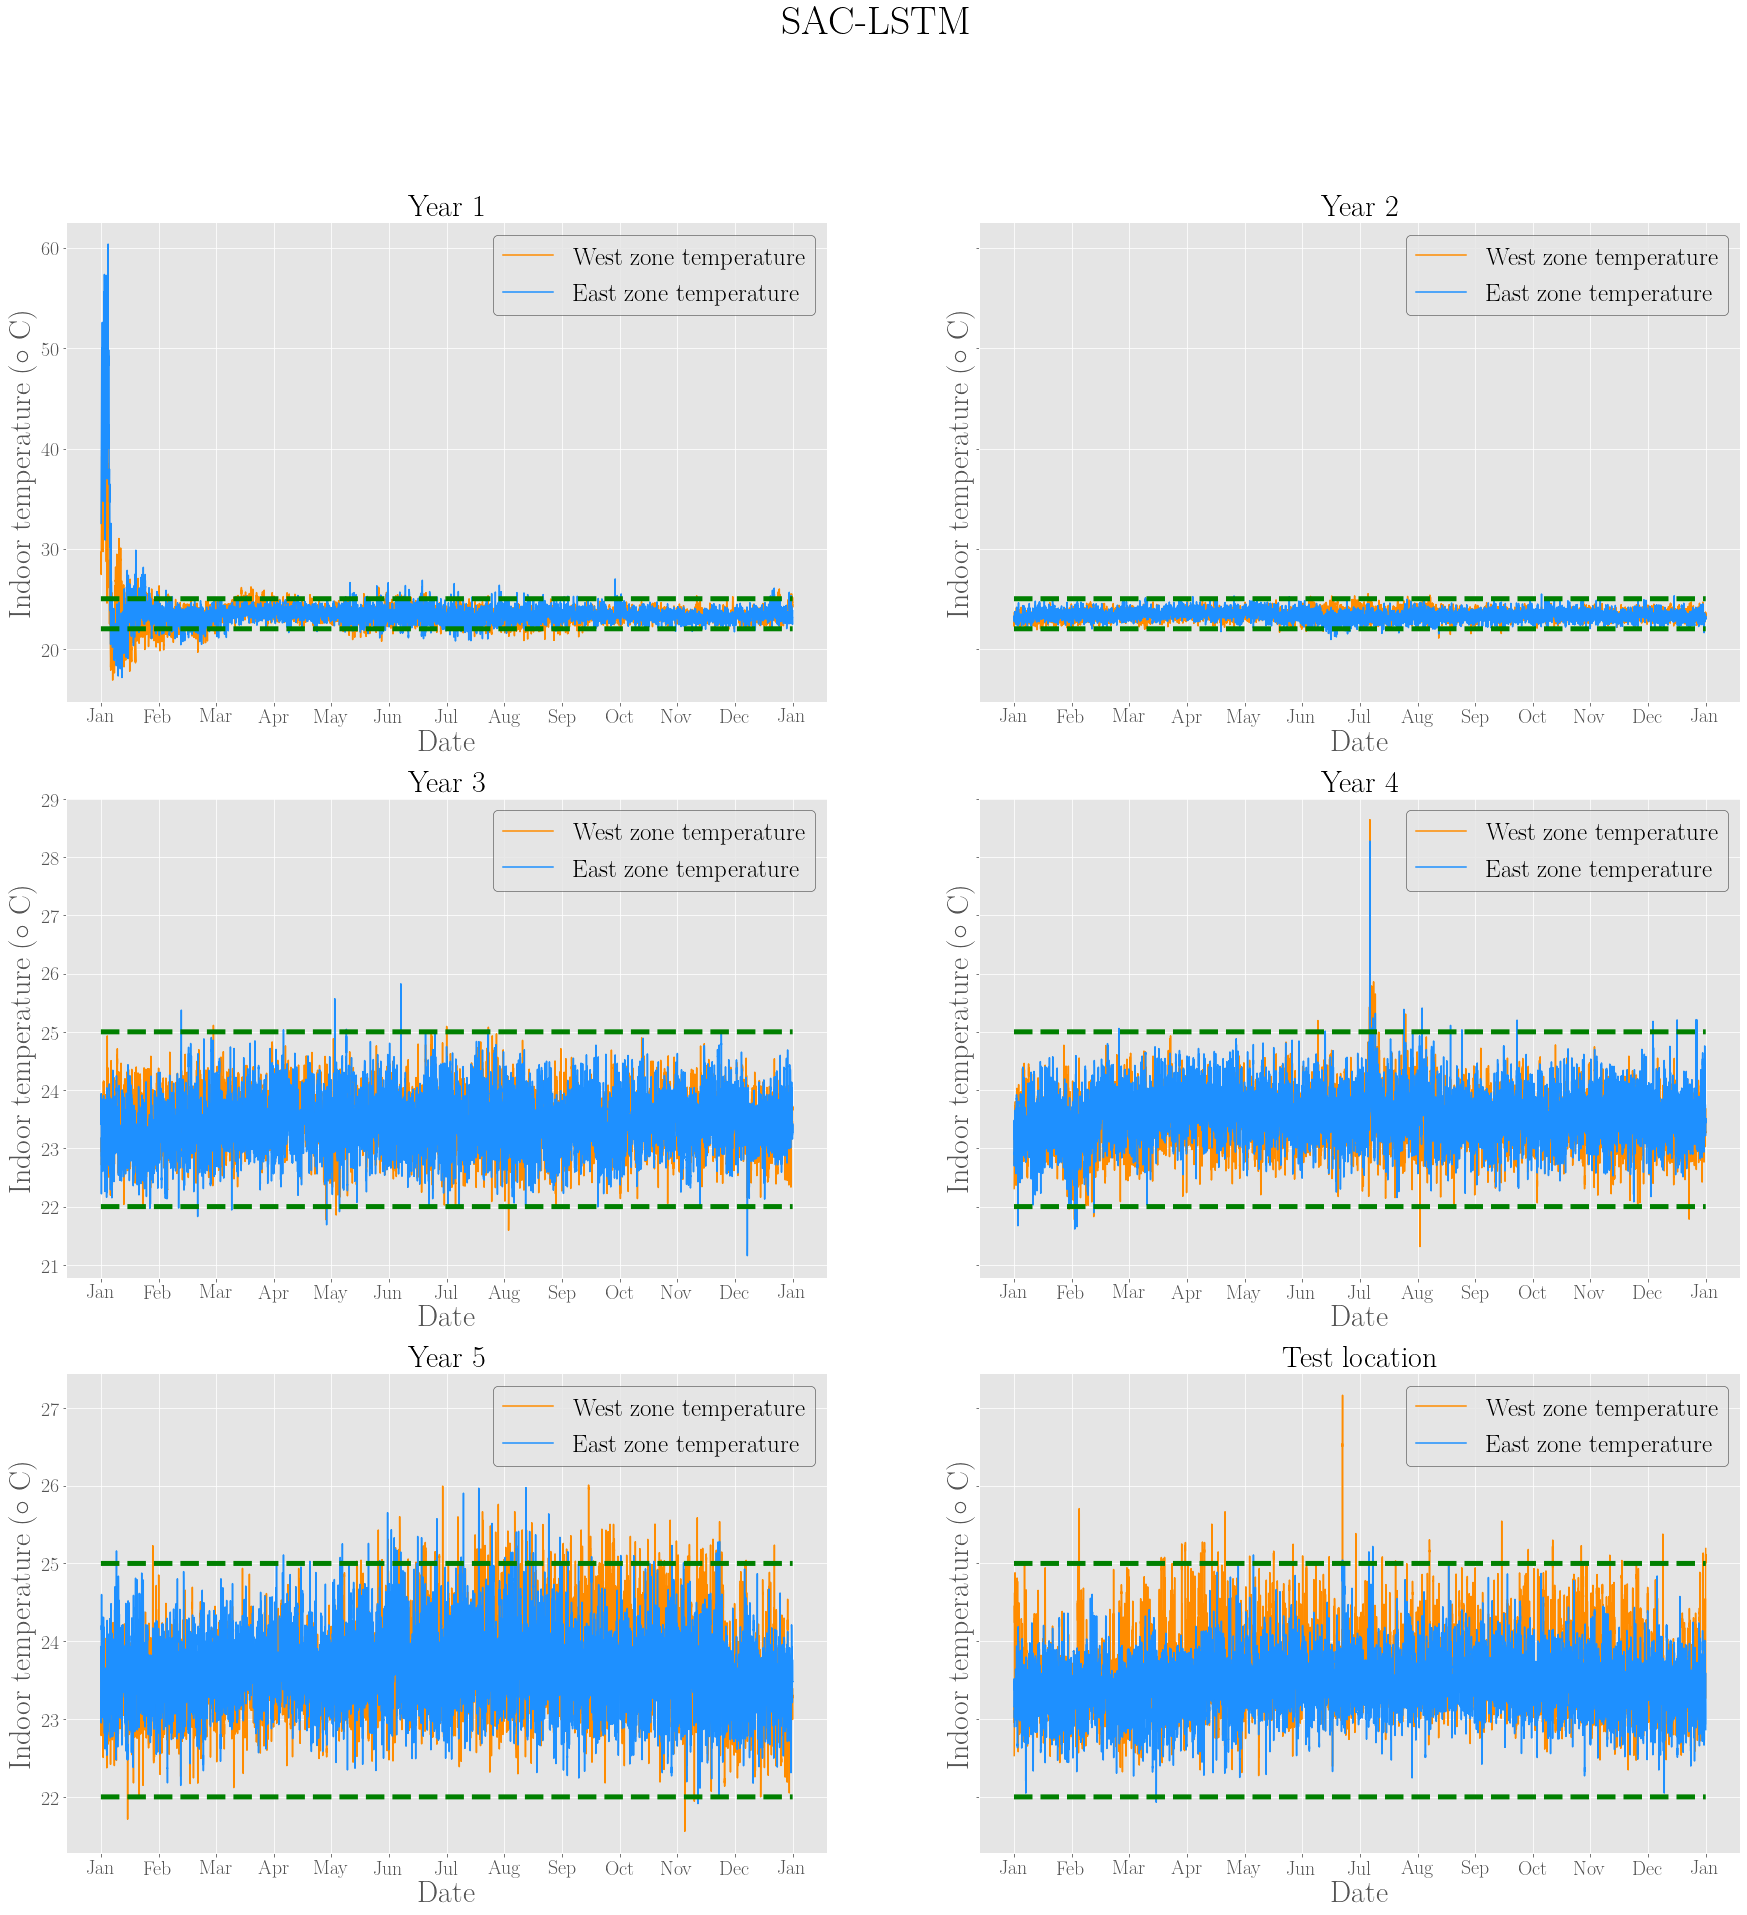 SAC-LSTM
Year 1
Year 2
West zone temperature
East zone temperature
West zone temperature
East zone temperature
Indoor temperature (∘ C)
60
50
40
30
20
Indoor temperature (∘ C)
Jan Feb Mar Apr May Jun Jul Aug Sep Oct Nov Dec Jan
Date
Jan Feb Mar Apr May Jun Jul Aug Sep Oct Nov Dec Jan
Date
Year 3
Year 4
West zone temperature
East zone temperature
West zone temperature
East zone temperature
Indoor temperature (∘ C)
29
28
27
26
25
24
23
22
21
Indoor temperature (∘ C)
Jan Feb Mar Apr May Jun Jul Aug Sep Oct Nov Dec Jan
Date
Jan Feb Mar Apr May Jun Jul Aug Sep Oct Nov Dec Jan
Date
Year 5
Test location
West zone temperature
East zone temperature
West zone temperature
East zone temperature
Indoor temperature (∘ C)
27
26
25
24
23
22
Indoor temperature (∘ C)
Jan Feb Mar Apr May Jun Jul Aug Sep Oct Nov Dec Jan
Date
Jan Feb Mar Apr May Jun Jul Aug Sep Oct Nov Dec Jan
Date